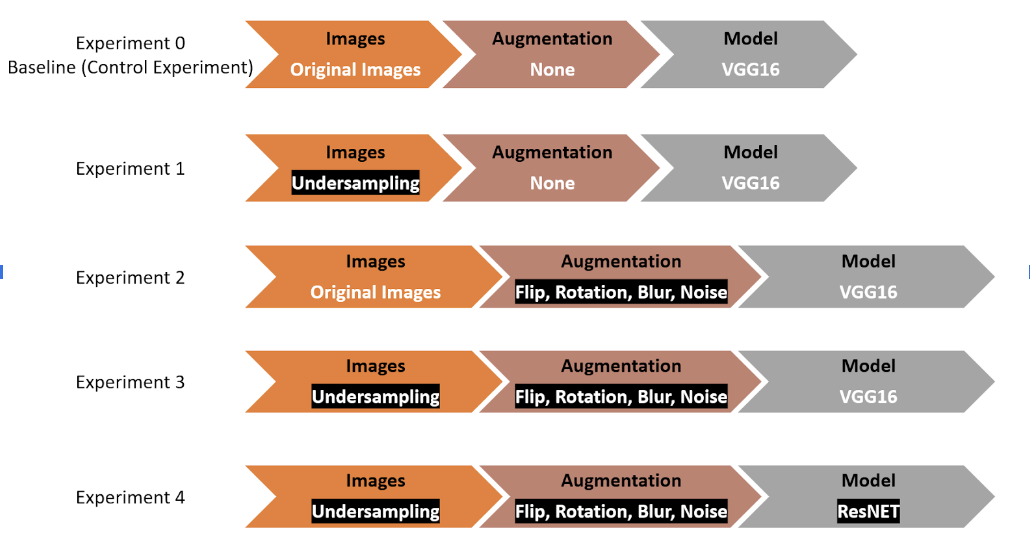 Experiment 0
Baseline (Control Experiment)
Images
Original Images
Augmentation
None
Model
VGG16
Experiment 1
Images
Undersampling
Augmentation
None
Model
VGG16
Experiment 2
Images
Original Images
Augmentation
Flip, Rotation, Blur, Noise
Model
VGG16
Experiment 3
Images
Undersampling
Augmentation
Flip, Rotation, Blur, Noise
Model
VGG16
Experiment 4
Images
Undersampling
Augmentation
Flip, Rotation, Blur, Noise
Model
ResNET